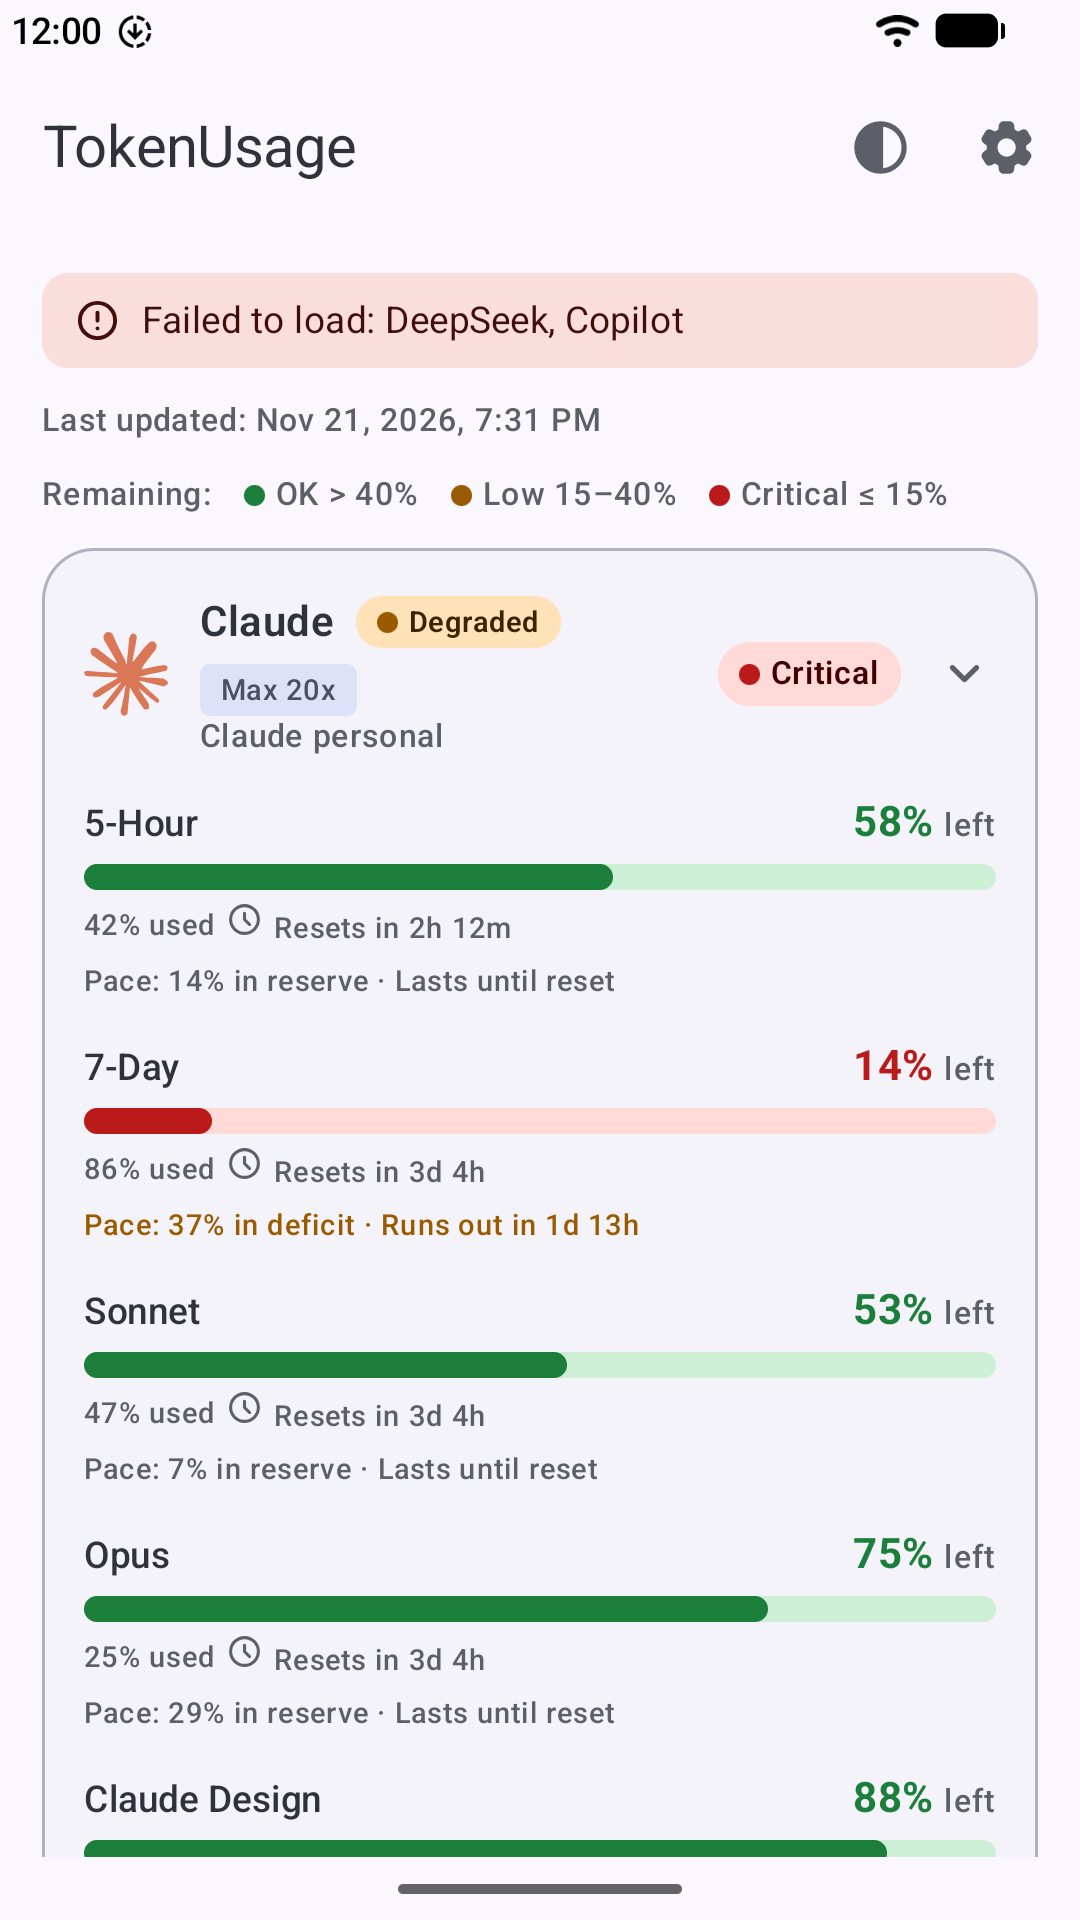 12:00
TokenUsage
Failed to load: DeepSeek, Copilot
Last updated: Nov 21, 2026, 7:31 PM
Remaining: OK > 40% Low 15–40% Critical ≤ 15%
Claude Degraded
Max 20x
Claude personal
Critical
5-Hour 58% left
42% used Resets in 2h 12m
Pace: 14% in reserve · Lasts until reset
7-Day 14% left
86% used Resets in 3d 4h
Pace: 37% in deficit · Runs out in 1d 13h
Sonnet 53% left
47% used Resets in 3d 4h
Pace: 7% in reserve · Lasts until reset
Opus 75% left
25% used Resets in 3d 4h
Pace: 29% in reserve · Lasts until reset
Claude Design 88% left